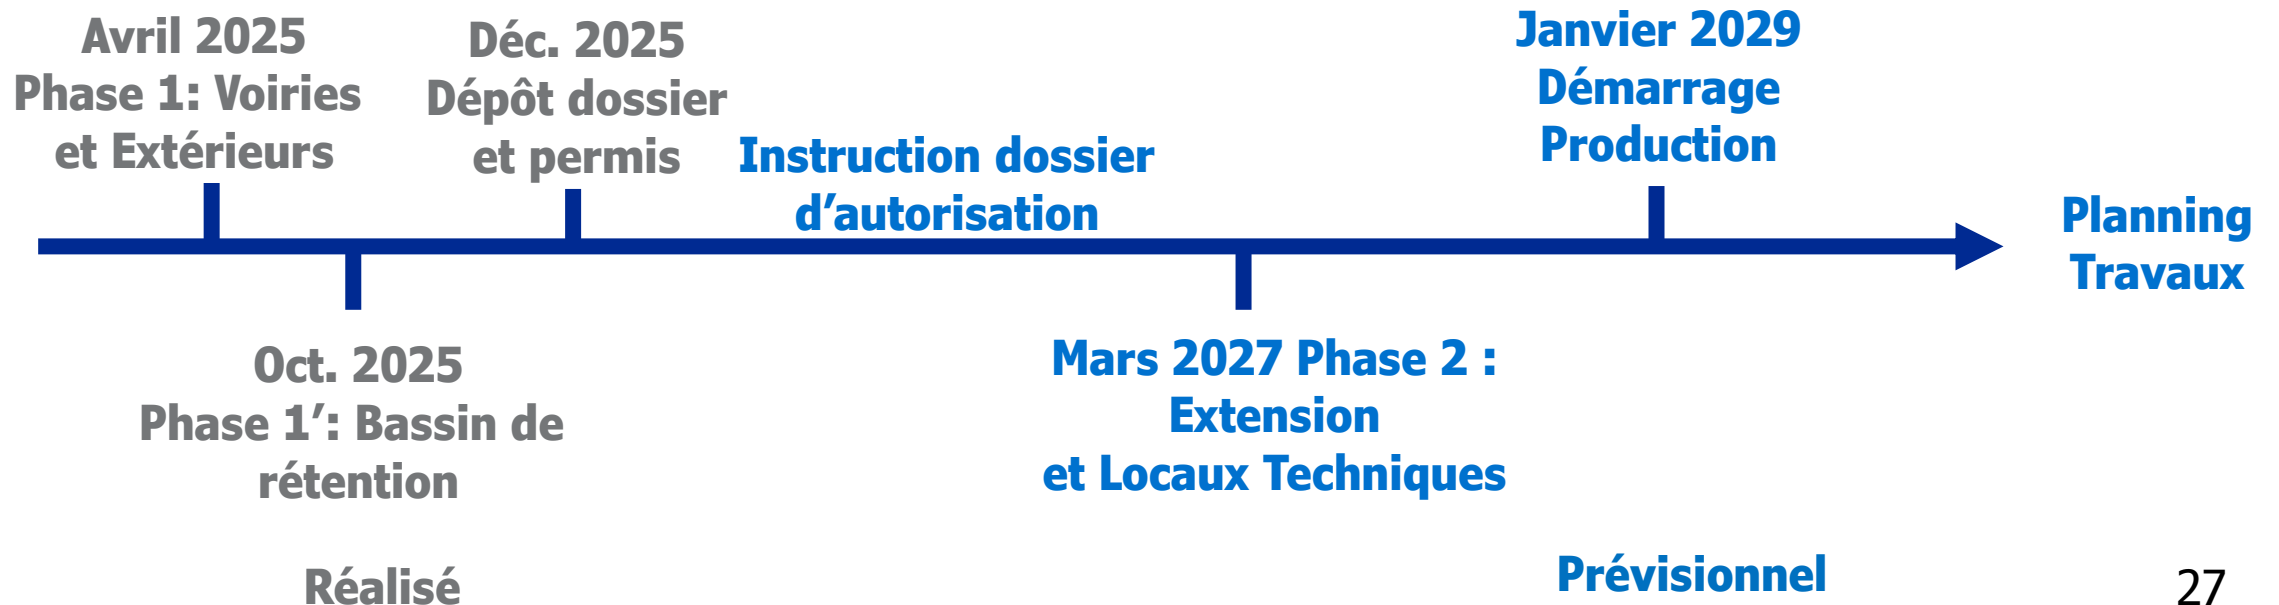 Avril 2025
Phase 1: Voiries
et Extérieurs
Déc. 2025
Dépôt dossier
et permis
Instruction dossier
d’autorisation
Janvier 2029
Démarrage
Production
Planning
Travaux
Oct. 2025
Phase 1’: Bassin de
rétention
Mars 2027 Phase 2 :
Extension
et Locaux Techniques
Réalisé
Prévisionnel
27